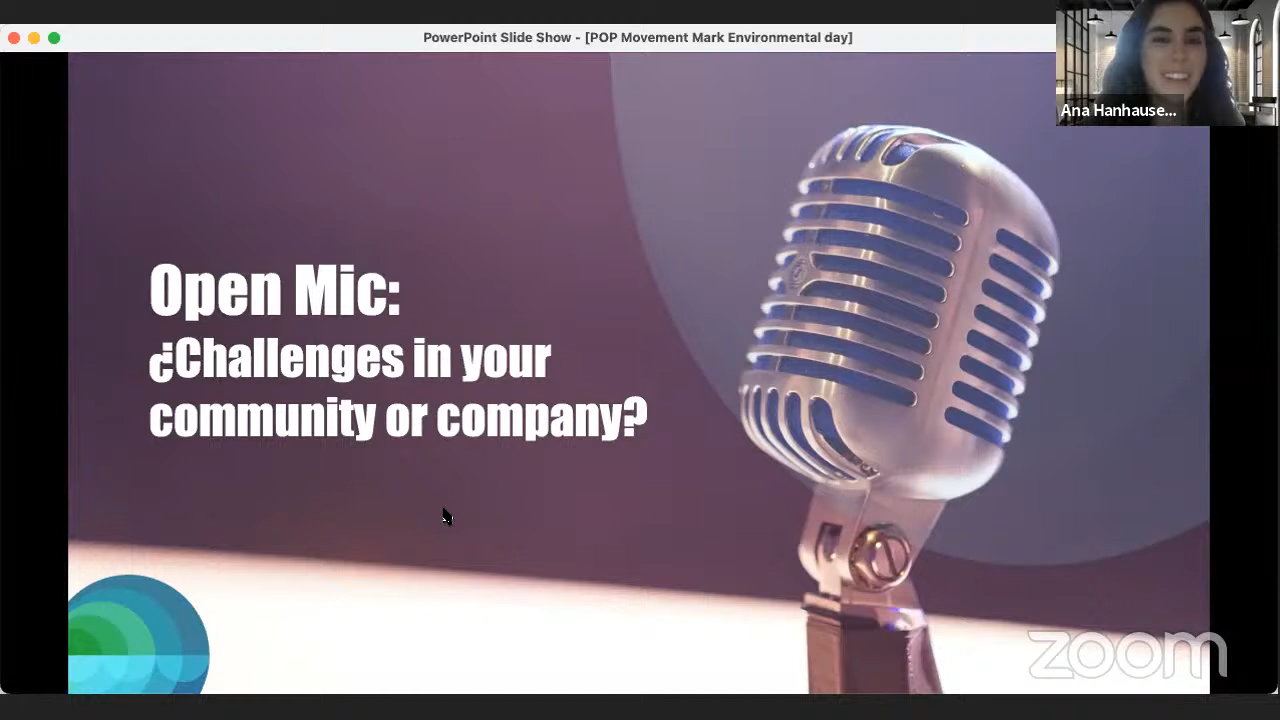 PowerPoint Slide Show - [POP Movement Mark Environmental day]
Ana Hanhause...
Open Mic:
¿Challenges in your
community or company?
zoom